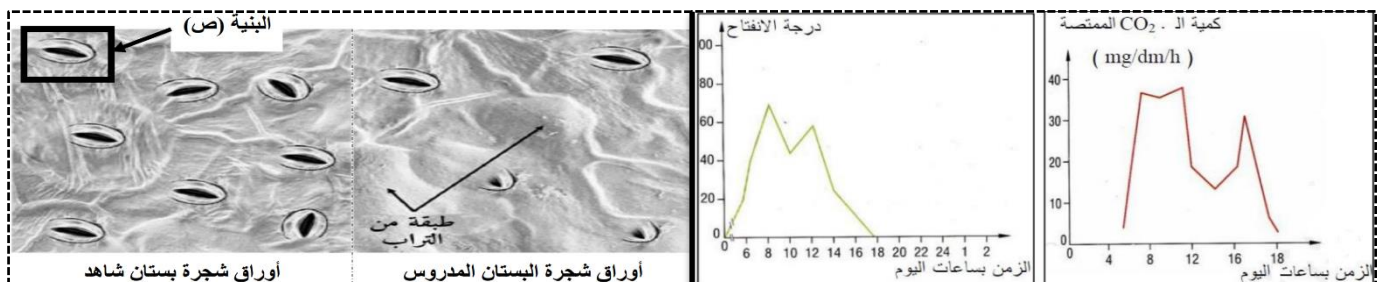 البنية (ص)
طبقة من
التراب
أوراق شجرة بستان شاهد
أوراق شجرة البستان المدروس
درجة الانفتاح
00
80
60
40
20
0
0 6 8 10 12 14 16 18 20 22 24 1 2
الزمن بساعات اليوم
كمية الـ . CO2 الممتصة
( mg/dm/h )
40
30
20
10
0
0 4 8 12 16 18
الزمن بساعات اليوم